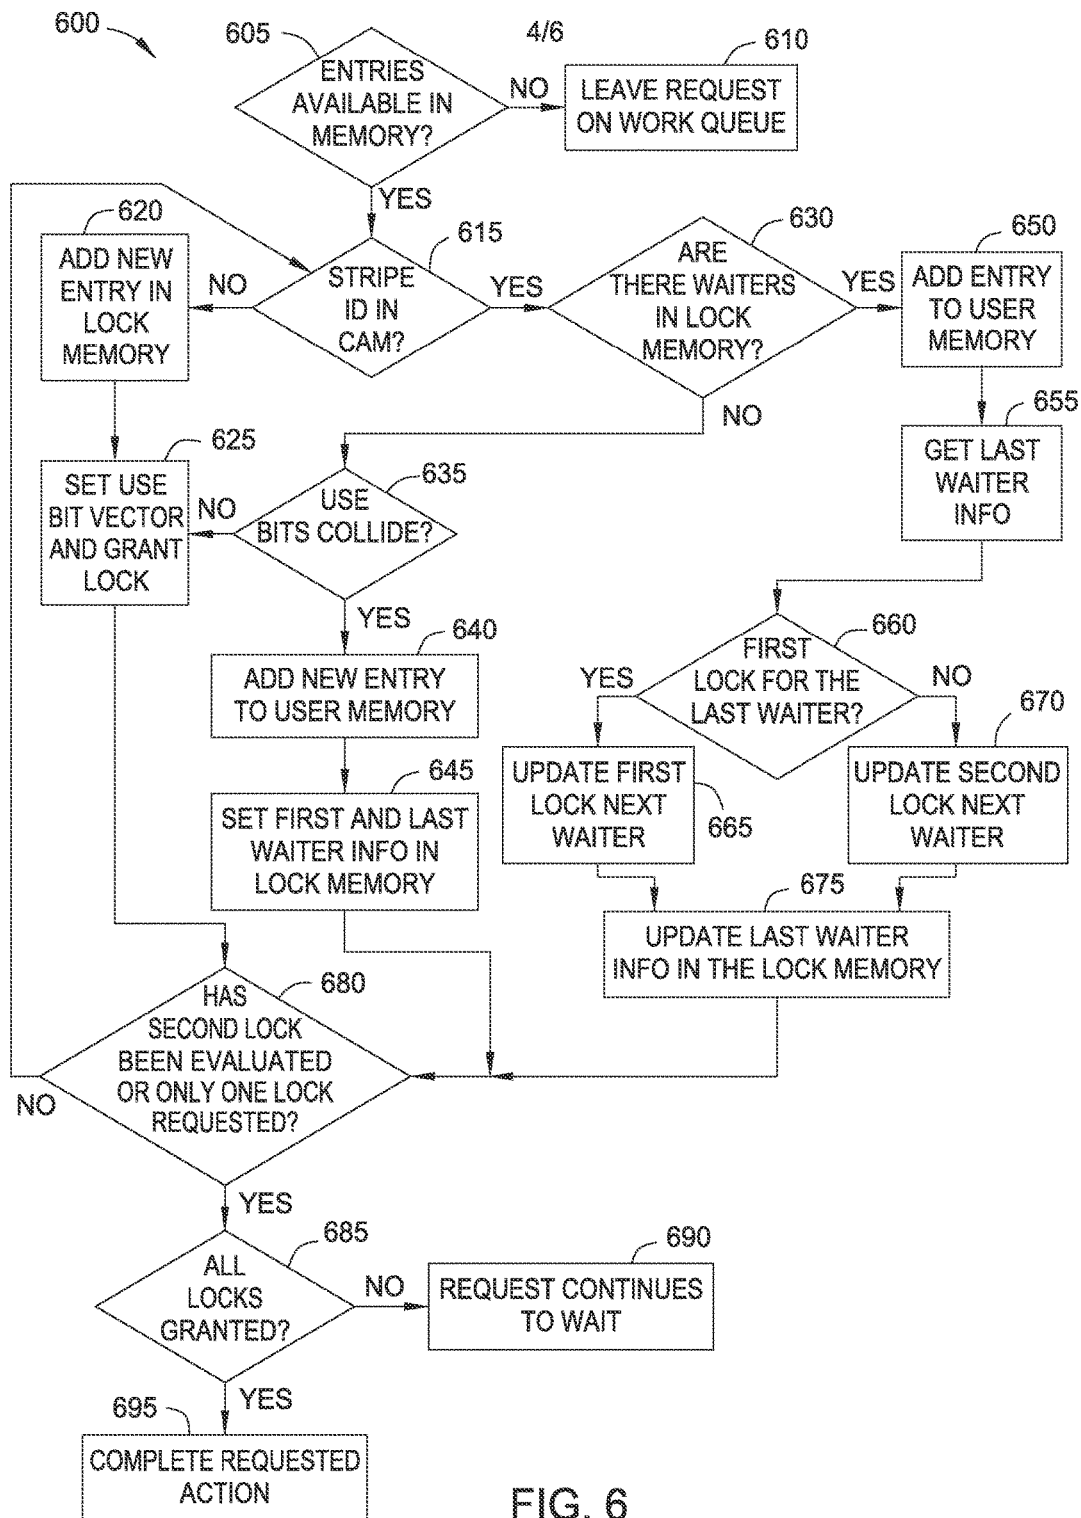 600
605
4/6
610
ENTRIES
AVAILABLE IN
MEMORY?
NO
LEAVE REQUEST
ON WORK QUEUE
YES
620
615
630
650
ADD NEW
ENTRY IN
LOCK
MEMORY
NO
STRIPE
ID IN
CAM?
YES
ARE
THERE WAITERS
IN LOCK
MEMORY?
YES
ADD ENTRY
TO USER
MEMORY
NO
655
625
635
GET LAST
WAITER
INFO
SET USE
BIT VECTOR
AND GRANT
LOCK
NO
USE
BITS COLLIDE?
YES
640
660
ADD NEW ENTRY
TO USER MEMORY
YES
FIRST
LOCK FOR THE
LAST WAITER?
NO
670
645
UPDATE FIRST
LOCK NEXT
WAITER
665
UPDATE SECOND
LOCK NEXT
WAITER
SET FIRST AND LAST
WAITER INFO IN
LOCK MEMORY
675
UPDATE LAST WAITER
INFO IN THE LOCK MEMORY
680
HAS
SECOND LOCK
BEEN EVALUATED
OR ONLY ONE LOCK
REQUESTED?
NO
YES
685
690
ALL
LOCKS
GRANTED?
NO
REQUEST CONTINUES
TO WAIT
YES
695
COMPLETE REQUESTED
ACTION
FIG. 6